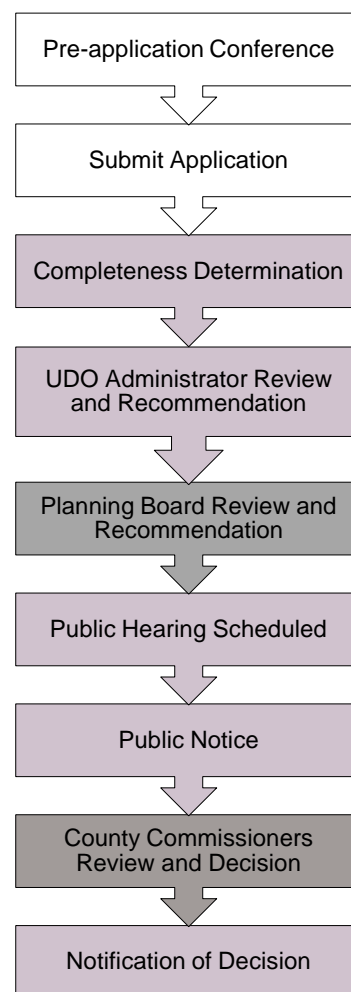 Pre-application Conference
Submit Application
Completeness Determination
UDO Administrator Review
and Recommendation
Planning Board Review and
Recommendation
Public Hearing Scheduled
Public Notice
County Commissioners
Review and Decision
Notification of Decision